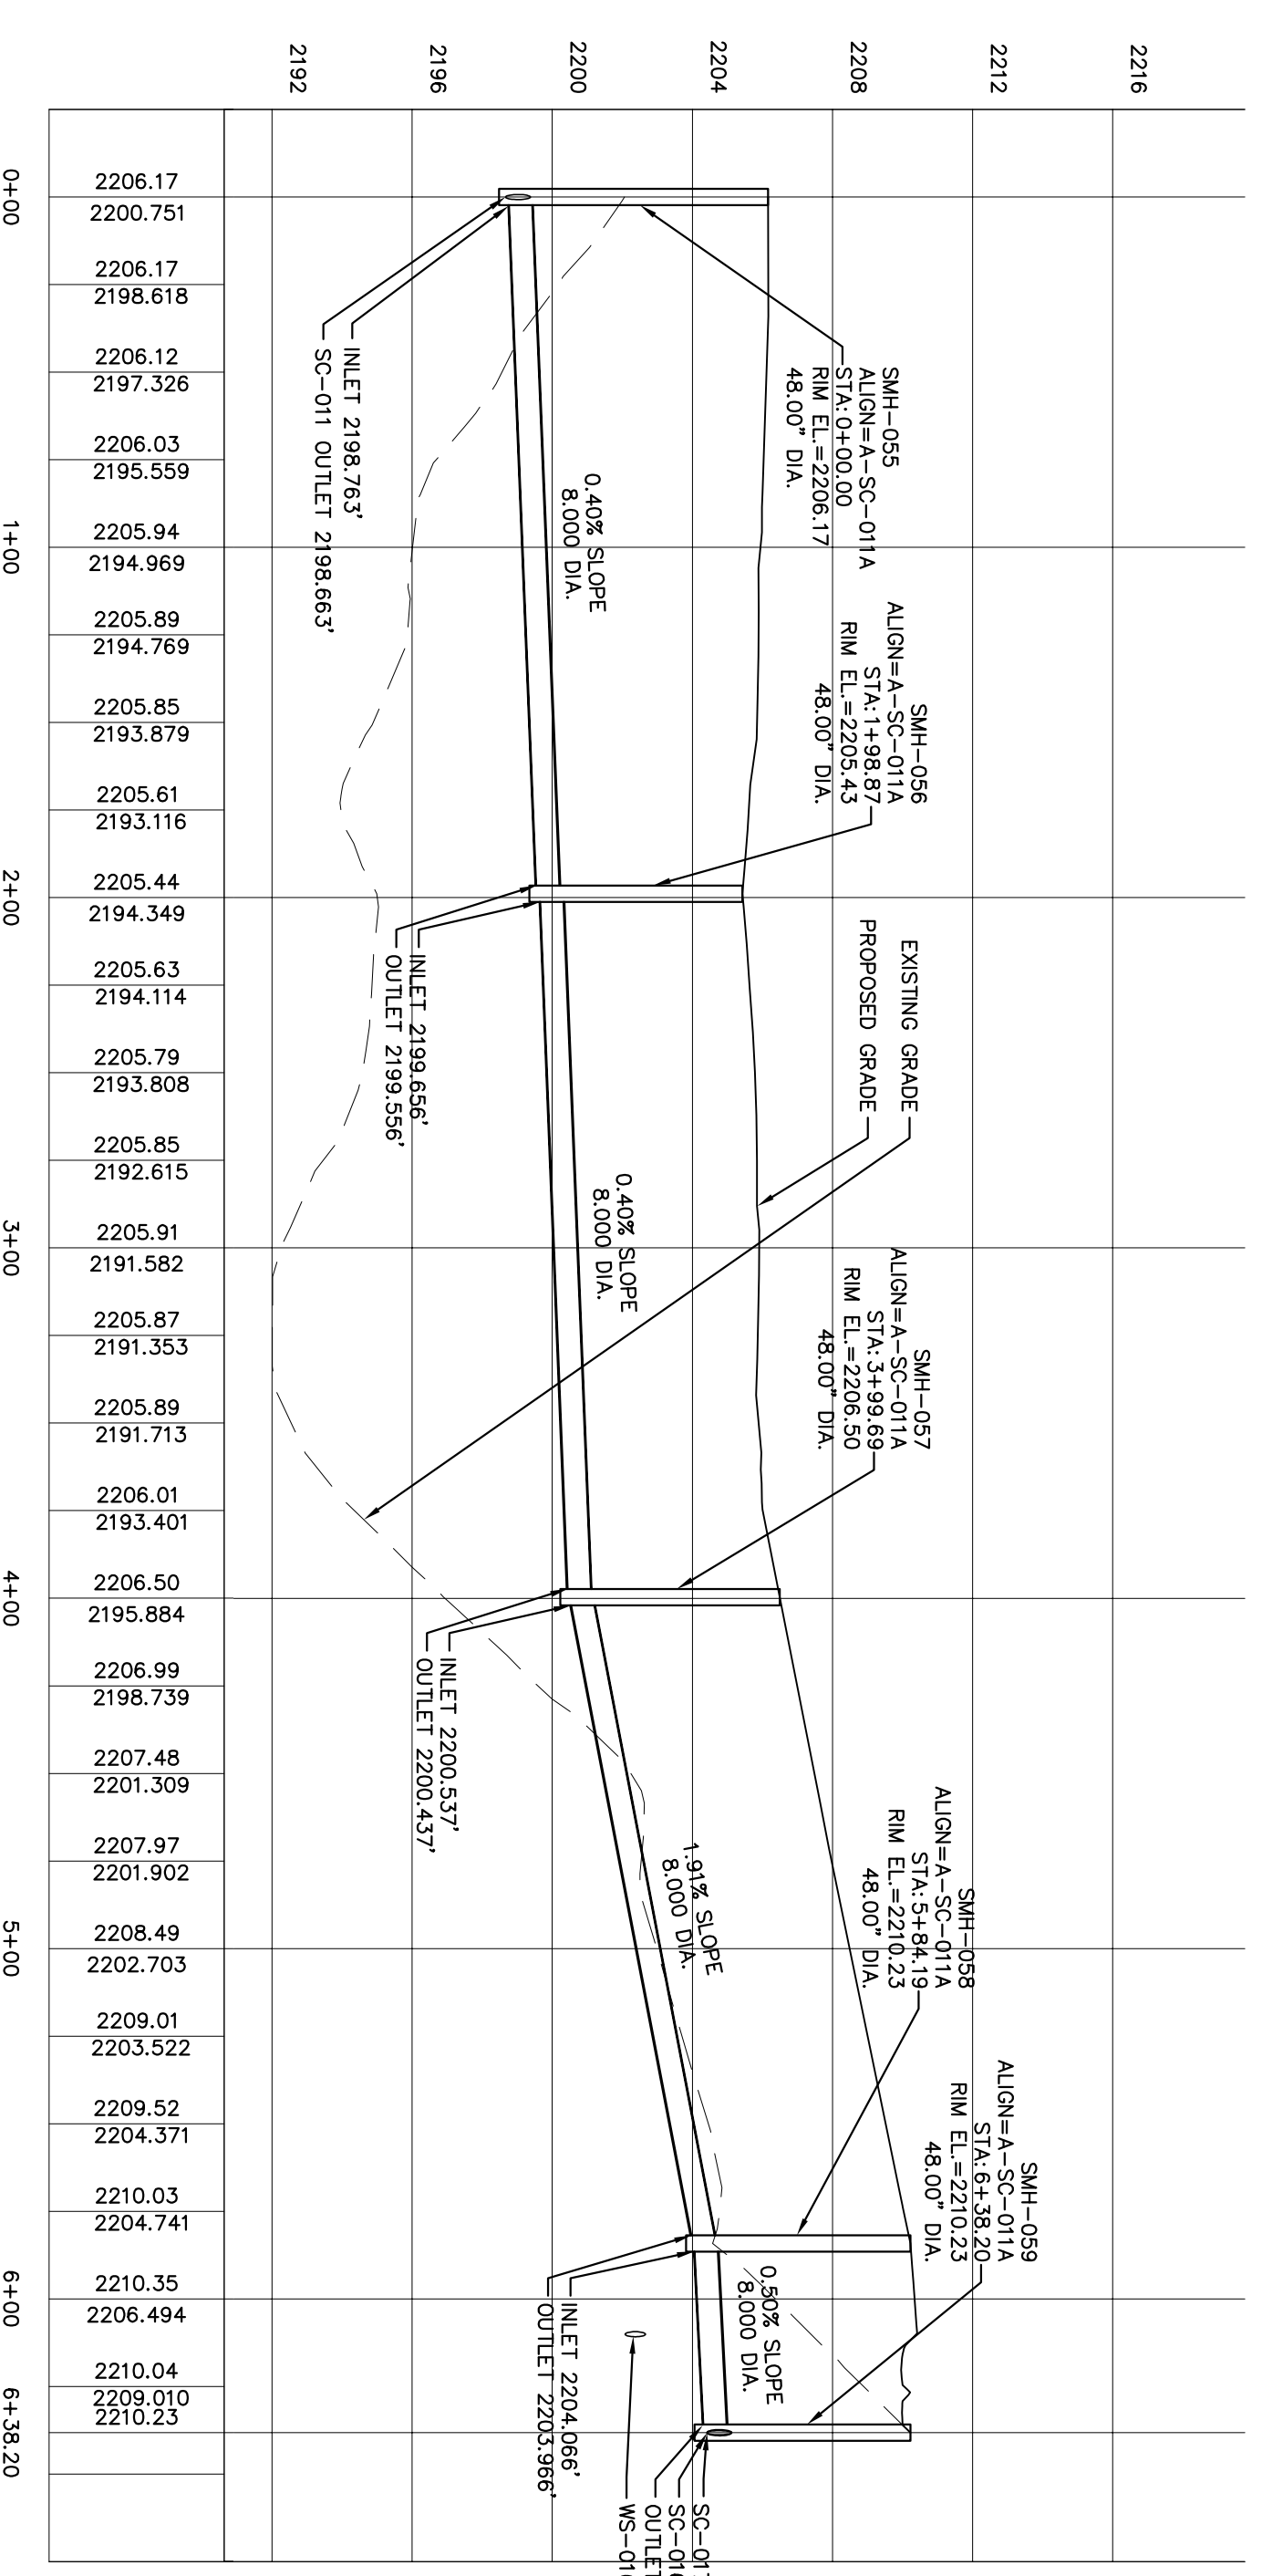 2216
2212
2208
2204
2200
2196
2192
SMH-055
ALIGN=A-SC-011A
STA: 0+00.00
RIM EL.=2206.17
48.00" DIA.
INLET 2198.763'
SC-011 OUTLET 2198.663'
0.40% SLOPE
8.000 DIA.
SMH-056
ALIGN=A-SC-011A
STA: 1+98.87
RIM EL.=2205.43
48.00" DIA.
INLET 2199.656'
OUTLET 2199.556'
EXISTING GRADE
PROPOSED GRADE
0.40% SLOPE
8.000 DIA.
SMH-057
ALIGN=A-SC-011A
STA: 3+99.69
RIM EL.=2206.50
48.00" DIA.
INLET 2200.537'
OUTLET 2200.437'
1.91% SLOPE
8.000 DIA.
SMH-058
ALIGN=A-SC-011A
STA: 5+84.19
RIM EL.=2210.23
48.00" DIA.
INLET 2204.066'
OUTLET 2203.966'
0.50% SLOPE
8.000 DIA.
SMH-059
ALIGN=A-SC-011A
STA: 6+38.20
RIM EL.=2210.23
48.00" DIA.
OUTLET
2206.17
2200.751
2206.17
2198.618
2206.12
2197.326
2206.03
2195.559
2205.94
2194.969
2205.89
2194.769
2205.85
2193.879
2205.61
2193.116
2205.44
2194.349
2205.63
2194.114
2205.79
2193.808
2205.85
2192.615
2205.91
2191.582
2205.87
2191.353
2205.89
2191.713
2206.01
2193.401
2206.50
2195.884
2206.99
2198.739
2207.48
2201.309
2207.97
2201.902
2208.49
2202.703
2209.01
2203.522
2209.52
2204.371
2210.03
2204.741
2210.35
2206.494
2210.04
2209.010
2210.23
0+00
1+00
2+00
3+00
4+00
5+00
6+00
6+38.20